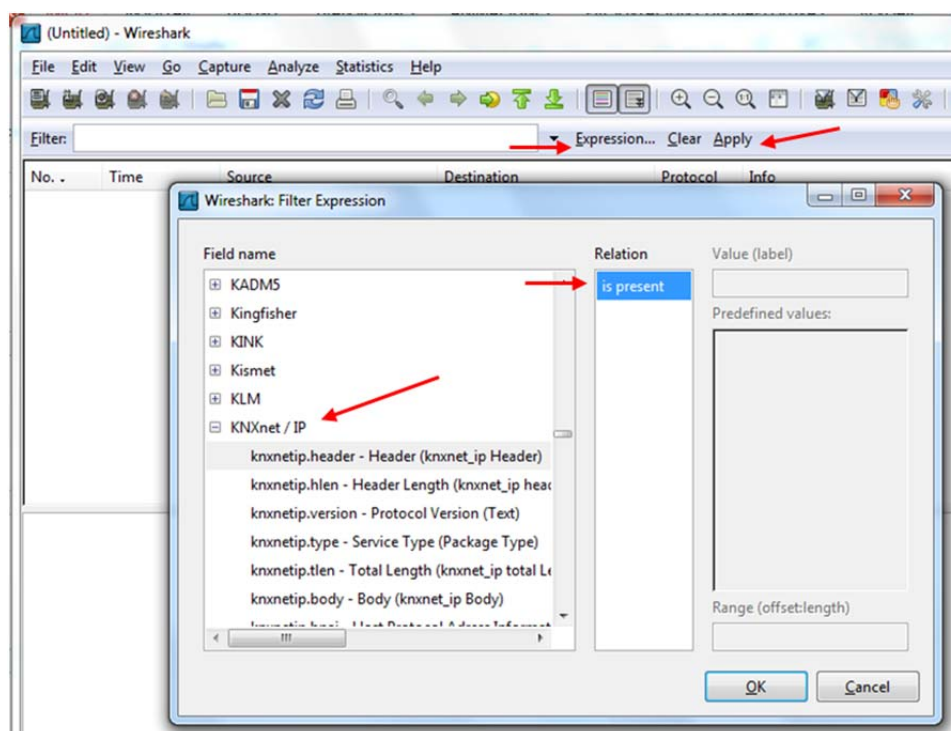 (Untitled) - Wireshark
File Edit View Go Capture Analyze Statistics Help
Filter: Expression... Clear Apply
No. . Time Source Destination Protocol Info
Wireshark: Filter Expression
Field name Relation Value (label)
KADM5 is present
Kingfisher Predefined values:
KINK
Kismet
KLM
KNXnet / IP
knxnetip.header - Header (knxnet_ip Header)
knxnetip.hlen - Header Length (knxnet_ip head
knxnetip.version - Protocol Version (Text)
knxnetip.type - Service Type (Package Type)
knxnetip.tlen - Total Length (knxnet_ip total Le
knxnetip.body - Body (knxnet_ip Body)
Range (offset:length)
OK Cancel